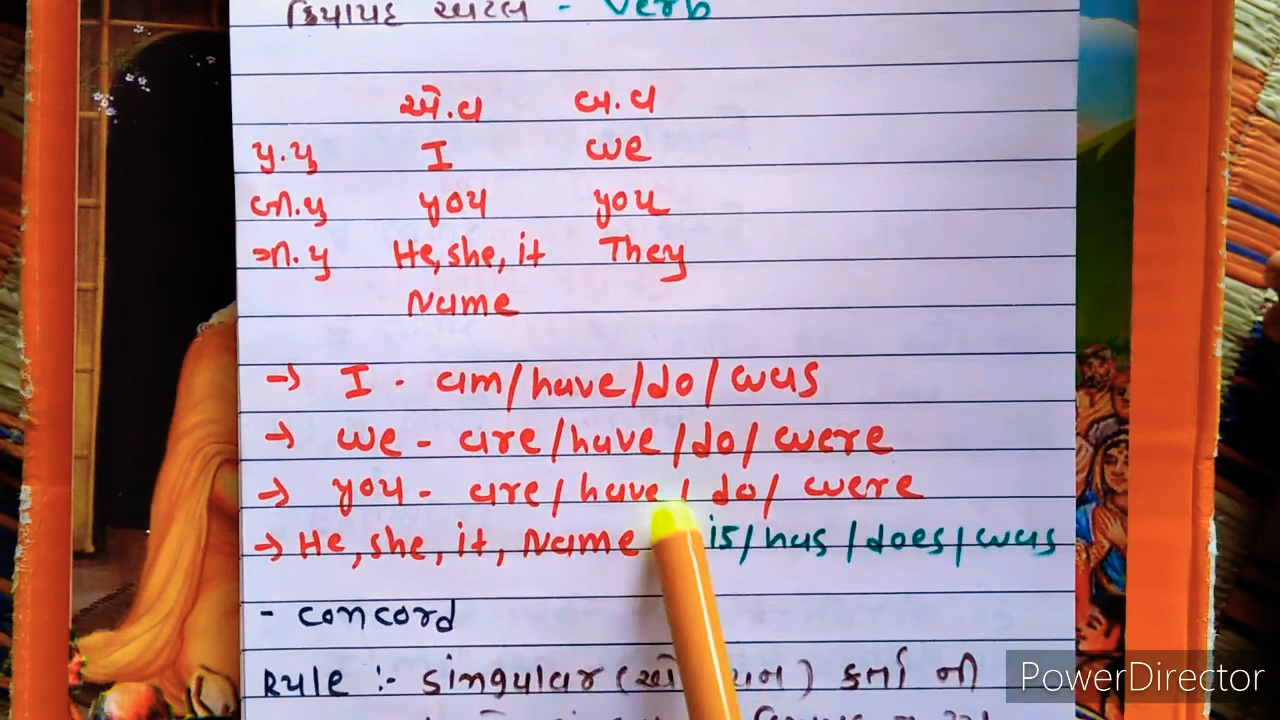 ક્રિયાપદ એટલે - Verb
એ.વ બ.વ
પ્ર.પુ I we
બી.પુ you you
ત્રી.પુ He, she, it They
Name
→ I - am/have/do/was
→ we - are/have/do/were
→ you - are/have/do/were
→ He, she, it, Name is/has/does/was
- concord
Rule :- singular ( ) કર્તા ની
PowerDirector